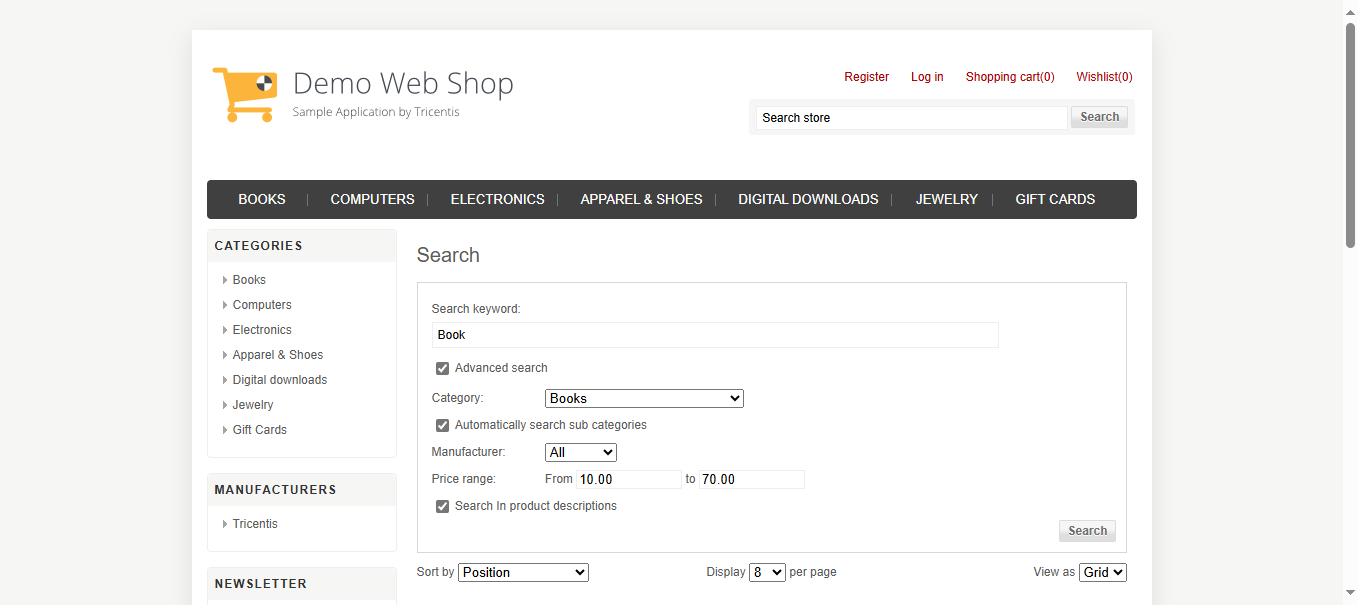 Demo Web Shop
Sample Application by Tricentis
Register Log in Shopping cart(0) Wishlist(0)
Search store Search
BOOKS COMPUTERS ELECTRONICS APPAREL & SHOES DIGITAL DOWNLOADS JEWELRY GIFT CARDS
CATEGORIES
Books
Computers
Electronics
Apparel & Shoes
Digital downloads
Jewelry
Gift Cards
MANUFACTURERS
Tricentis
NEWSLETTER
Search
Search keyword:
Book
Advanced search
Category: Books
Automatically search sub categories
Manufacturer: All
Price range: From 10.00 to 70.00
Search In product descriptions
Search
Sort by Position Display 8 per page View as Grid